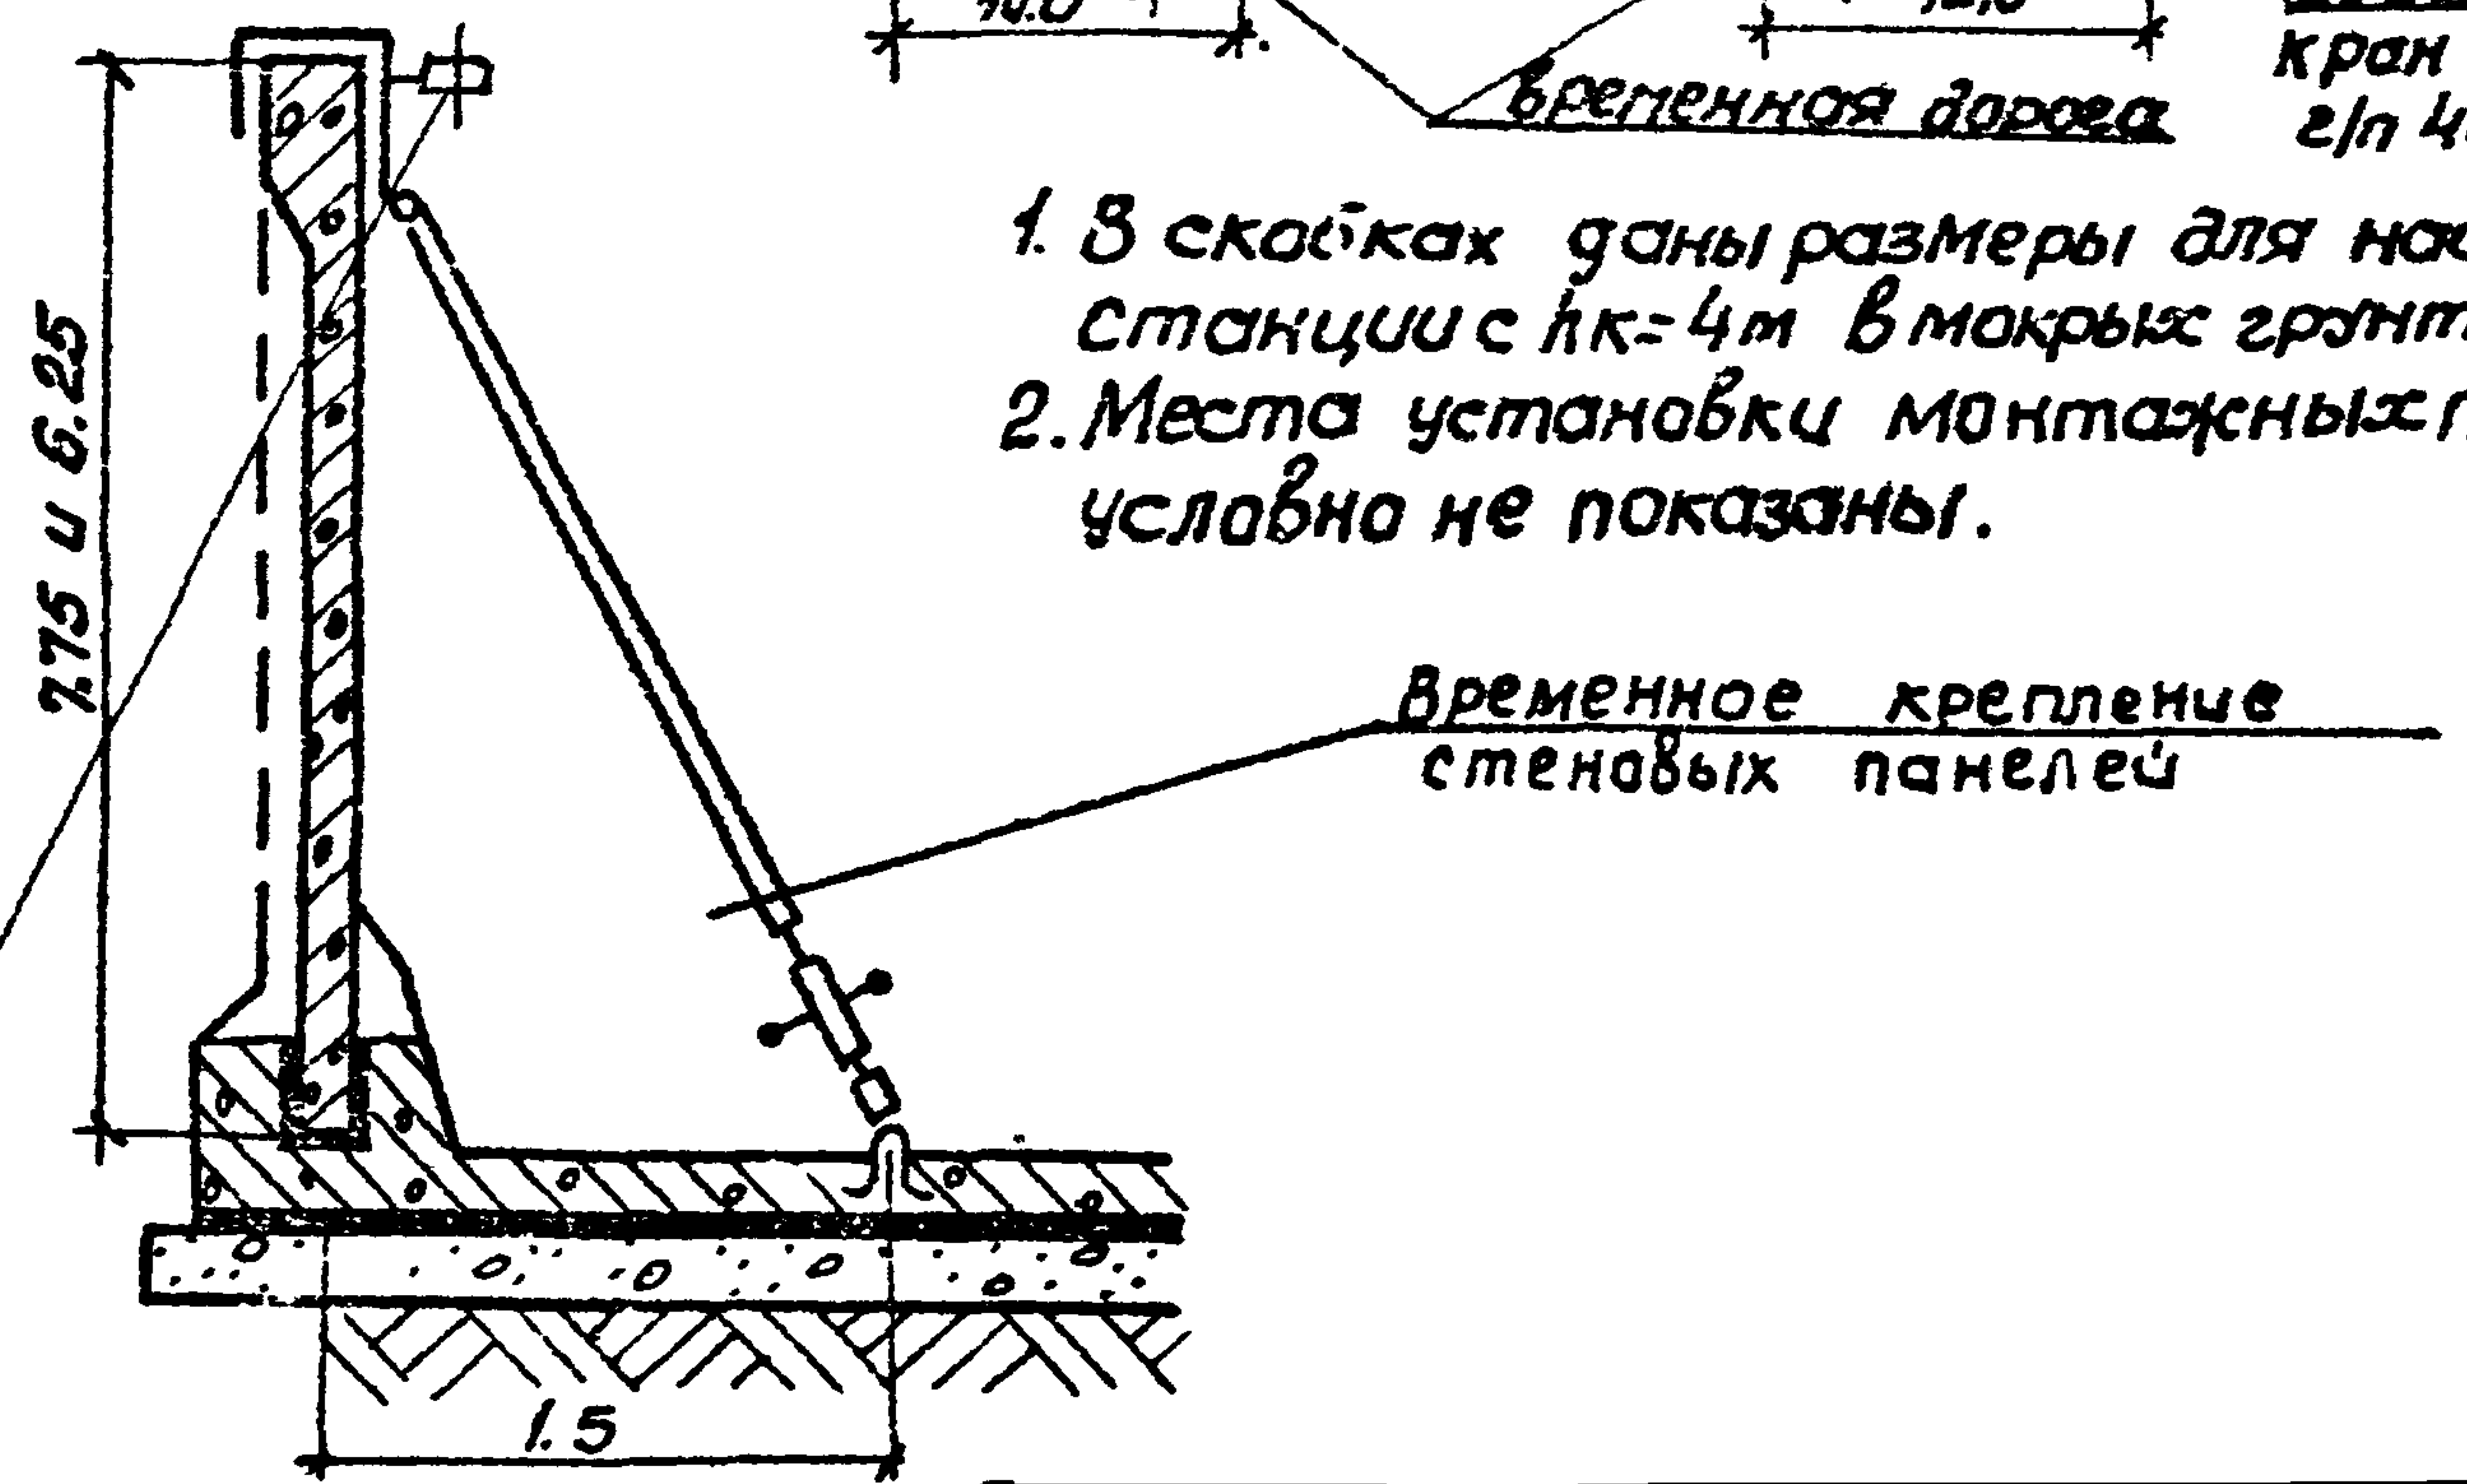 временная дорога
кран
г/п
1. В скобках даны размеры для
станции с hк=4м в мокрых
2. Места установки монтажных
условно не показаны.
7.75 и 6.25
временное крепление
стеновых панелей
1.5